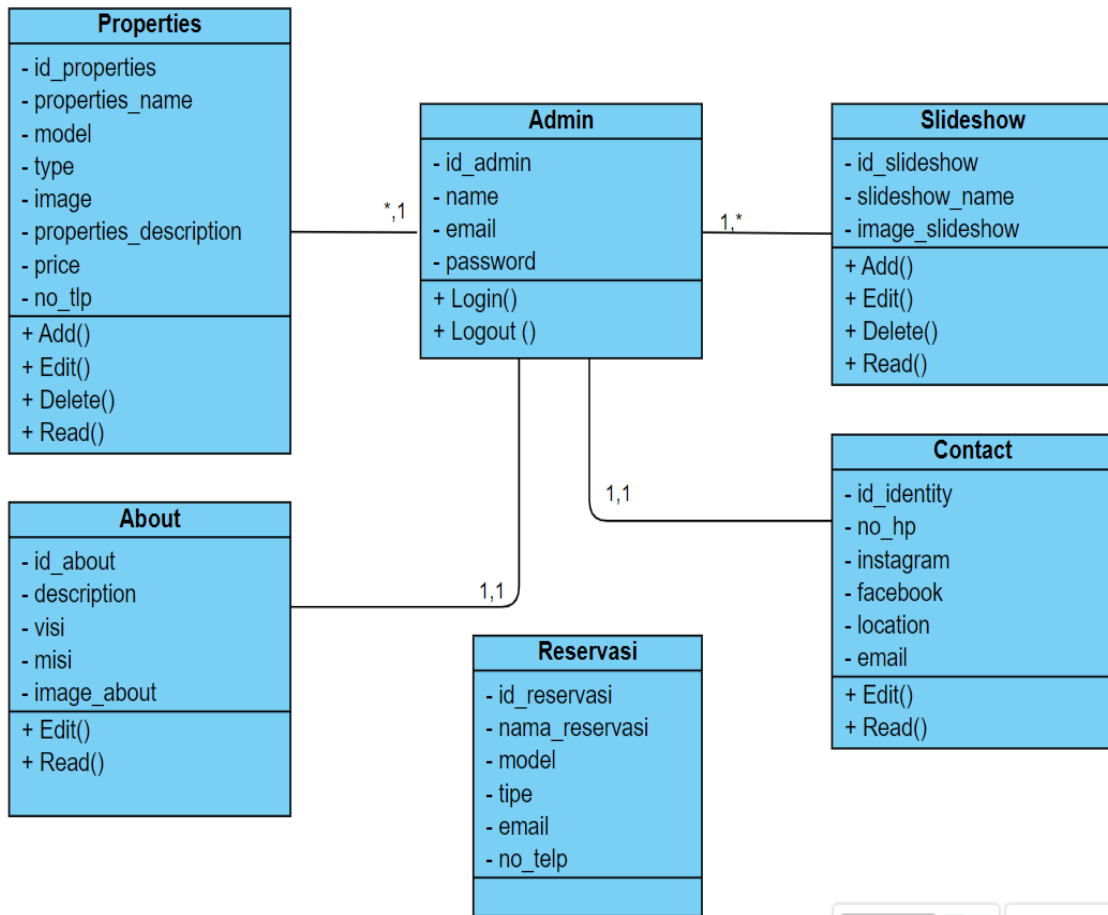 Properties
- id_properties
- properties_name
- model
- type
- image
- properties_description
- price
- no_tlp
+ Add()
+ Edit()
+ Delete()
+ Read()
*,1
Admin
- id_admin
- name
- email
- password
+ Login()
+ Logout ()
1,*
Slideshow
- id_slideshow
- slideshow_name
- image_slideshow
+ Add()
+ Edit()
+ Delete()
+ Read()
1,1
Contact
- id_identity
- no_hp
- instagram
- facebook
- location
- email
+ Edit()
+ Read()
About
- id_about
- description
- visi
- misi
- image_about
+ Edit()
+ Read()
1,1
Reservasi
- id_reservasi
- nama_reservasi
- model
- tipe
- email
- no_telp